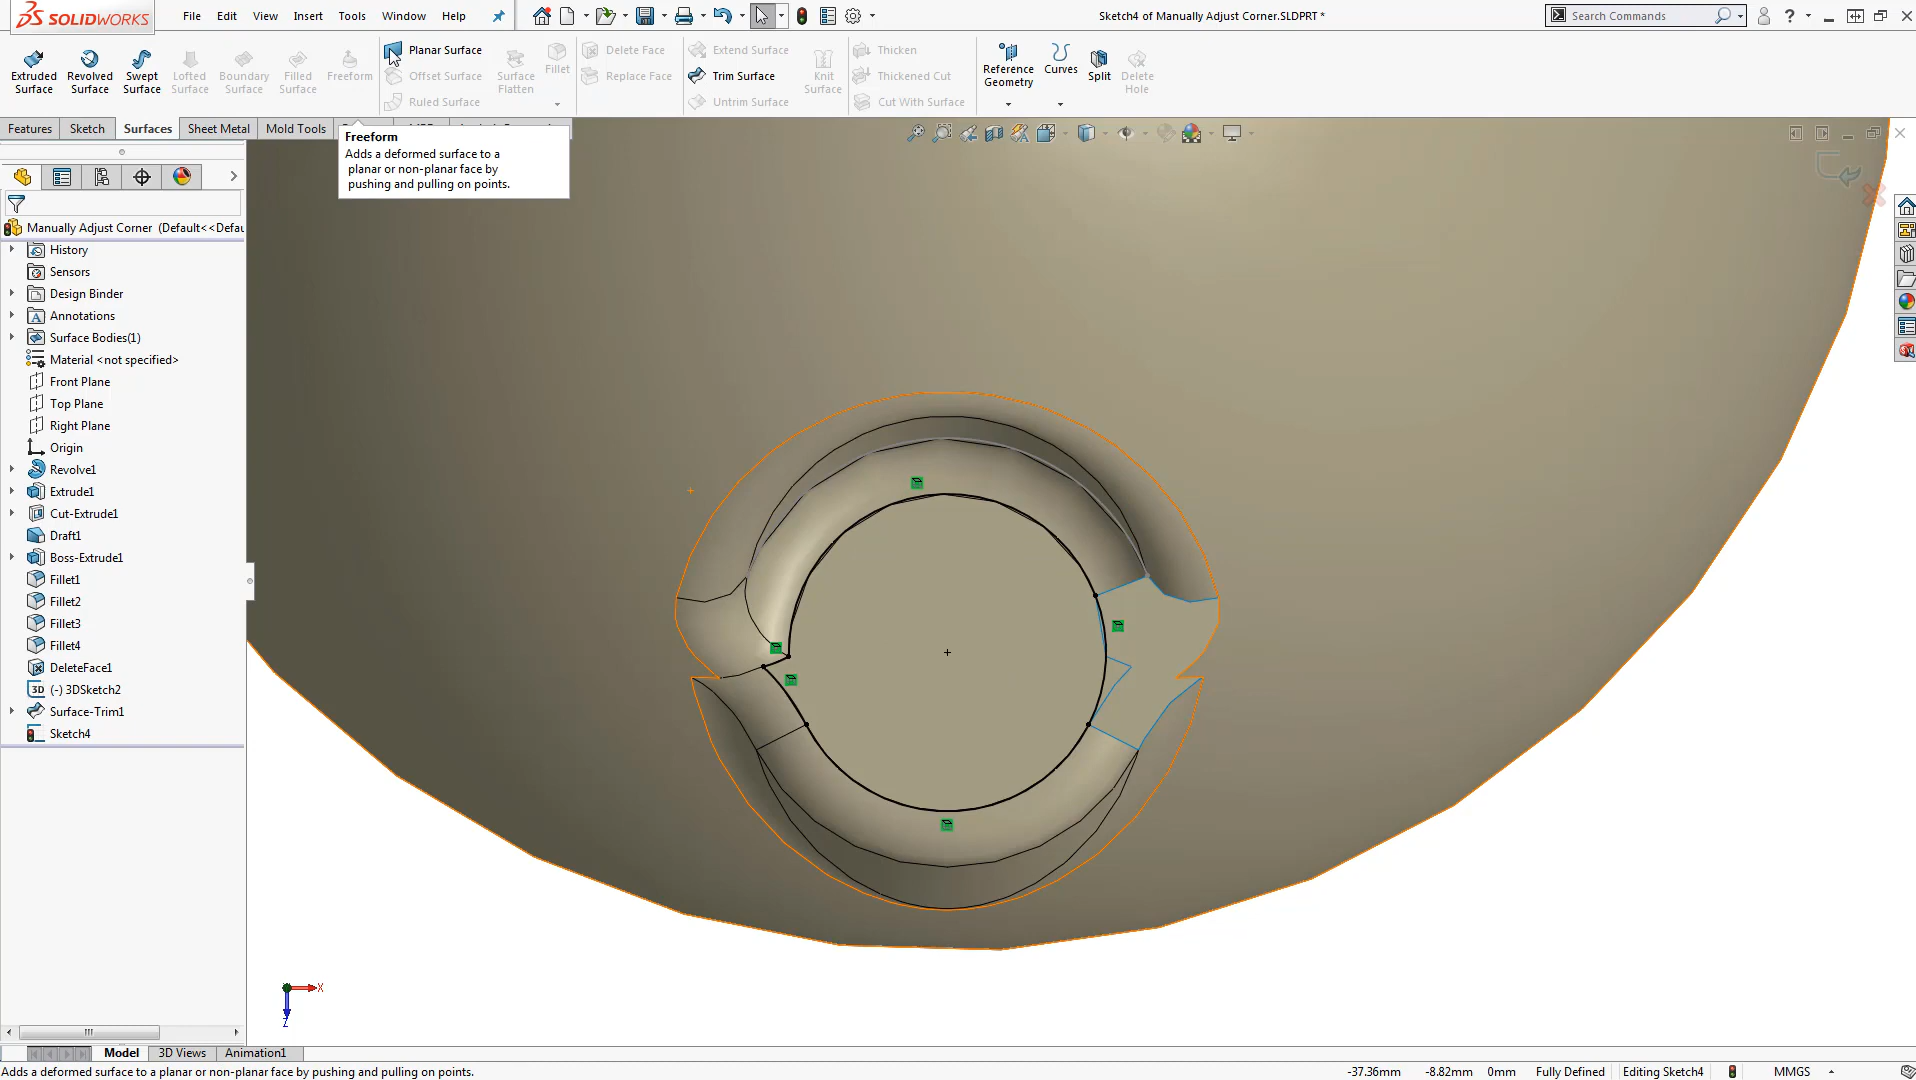 SOLIDWORKS
File Edit View Insert Tools Window Help
Sketch4 of Manually Adjust Corner.SLDPRT *
Search Commands
Extruded Surface
Revolved Surface
Swept Surface
Lofted Surface
Boundary Surface
Filled Surface
Freeform
Planar Surface
Offset Surface
Ruled Surface
Surface Flatten
Fillet
Delete Face
Replace Face
Extend Surface
Trim Surface
Untrim Surface
Knit Surface
Thicken
Thickened Cut
Cut With Surface
Reference Geometry
Curves
Split
Delete Hole
Features Sketch Surfaces Sheet Metal Mold Tools
Freeform
Adds a deformed surface to a
planar or non-planar face by
pushing and pulling on points.
Manually Adjust Corner (Default<<Defau
History
Sensors
Design Binder
Annotations
Surface Bodies(1)
Material <not specified>
Front Plane
Top Plane
Right Plane
Origin
Revolve1
Extrude1
Cut-Extrude1
Draft1
Boss-Extrude1
Fillet1
Fillet2
Fillet3
Fillet4
DeleteFace1
3D (-) 3DSketch2
Surface-Trim1
Sketch4
X
Z
Model 3D Views Animation1
Adds a deformed surface to a planar or non-planar face by pushing and pulling on points.
-37.36mm -8.82mm 0mm Fully Defined Editing Sketch4 MMGS